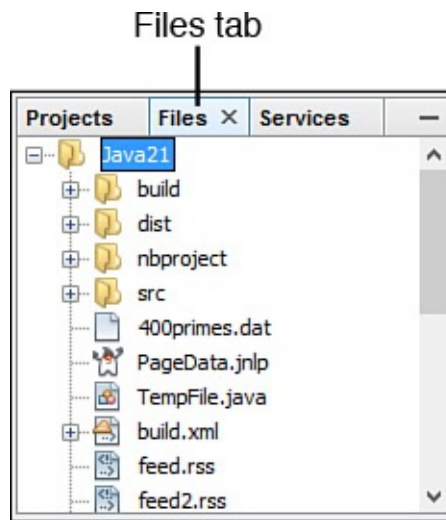 Files tab
Projects Files × Services
Java21
build
dist
nbproject
src
400primes.dat
PageData.jnlp
TempFile.java
build.xml
feed.rss
feed2.rss